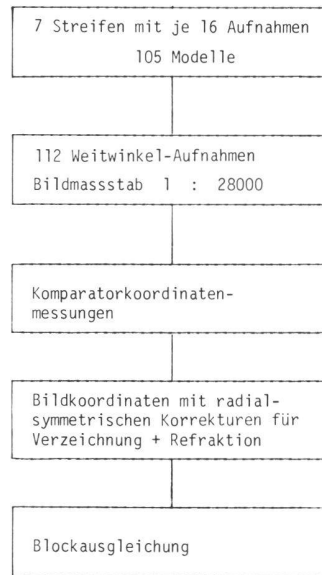 7 Streifen mit je 16 Aufnahmen
105 Modelle
112 Weitwinkel-Aufnahmen
Bildmassstab 1 : 28000
Komparatorkoordinaten-
messungen
Bildkoordinaten mit radial-
symmetrischen Korrekturen für
Verzeichnung + Refraktion
Blockausgleichung